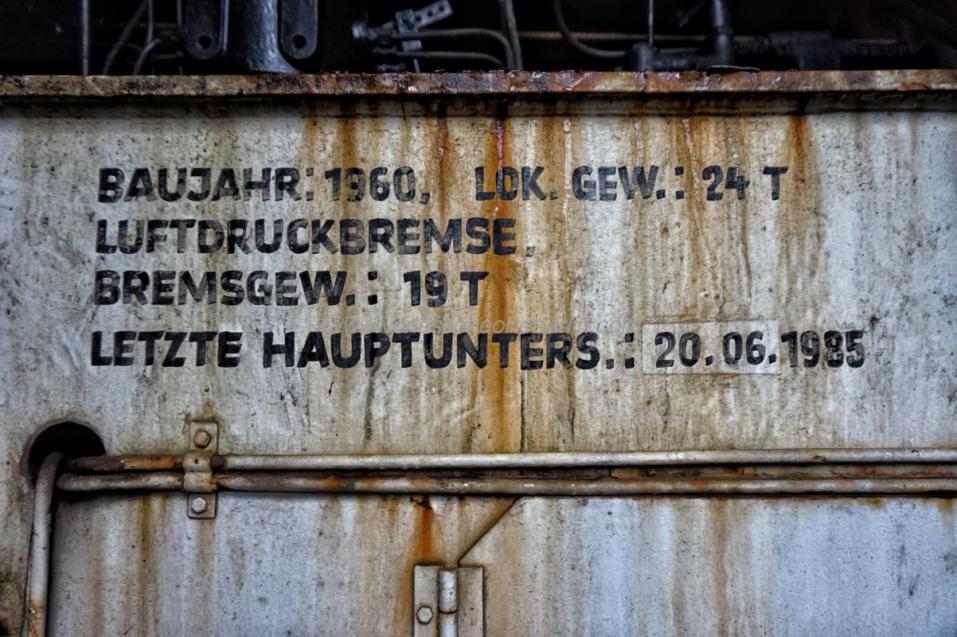 BAUJAHR: 1960, LOK. GEW.: 24 T
LUFTDRUCKBREMSE,
BREMSGEW.: 19 T
LETZTE HAUPTUNTERS.: 20.06.1985